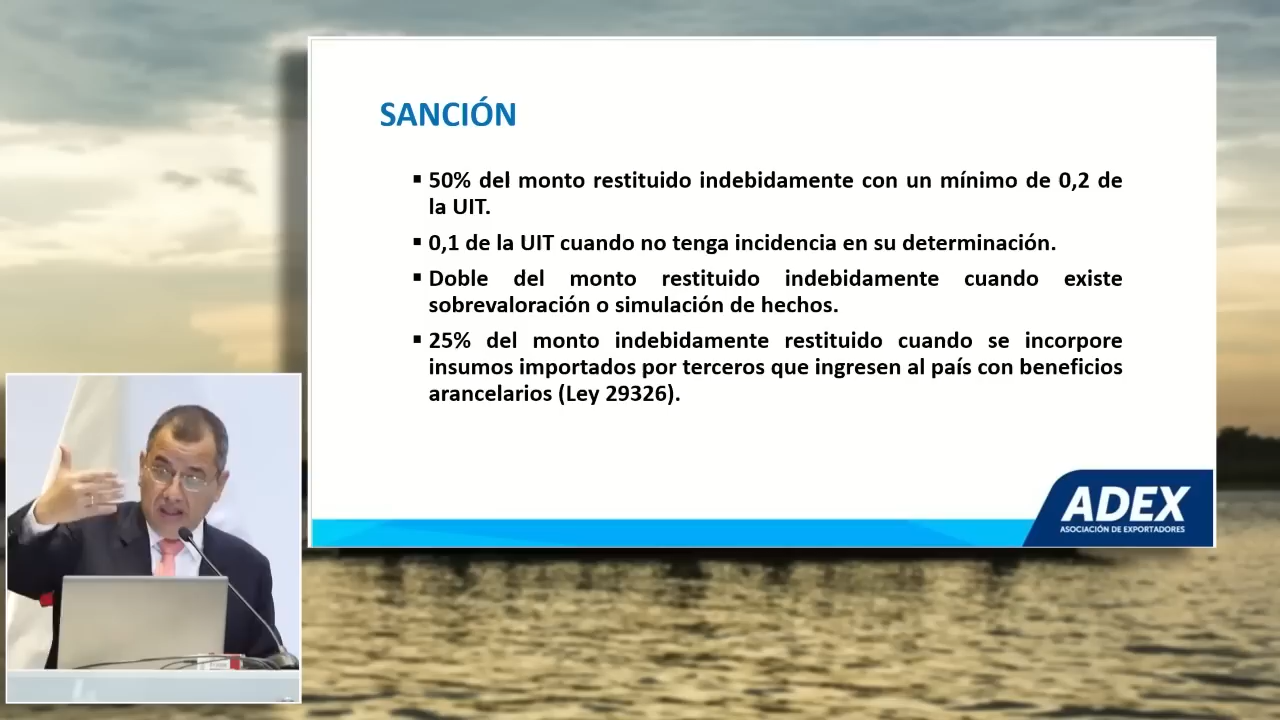 SANCIÓN
▪ 50% del monto restituido indebidamente con un mínimo de 0,2 de
la UIT.
▪ 0,1 de la UIT cuando no tenga incidencia en su determinación.
▪ Doble del monto restituido indebidamente cuando existe
sobrevaloración o simulación de hechos.
▪ 25% del monto indebidamente restituido cuando se incorpore
insumos importados por terceros que ingresen al país con beneficios
arancelarios (Ley 29326).
ADEX
ASOCIACIÓN DE EXPORTADORES